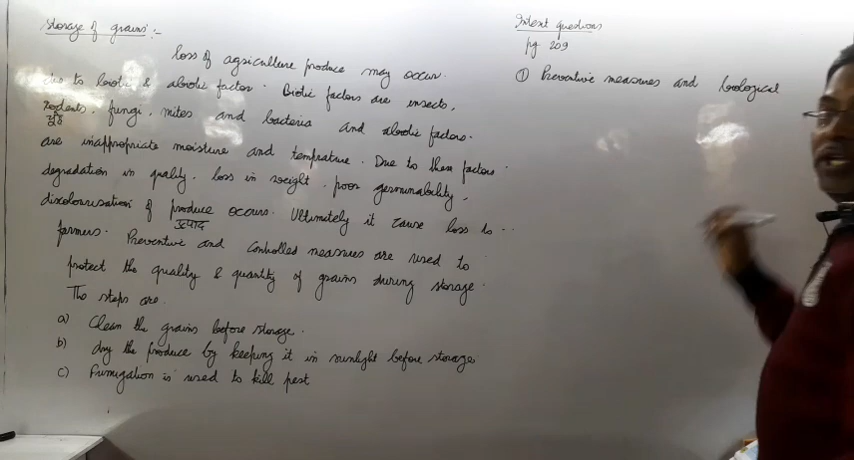 Storage of grains :-
loss of agriculture produce may occur.
due to biotic & abiotic factor. Biotic factors are insects,
rodents, fungi, mites and bacteria and abiotic factors.
are inappropriate moisture and temprature. Due to these factors
degradation in quality. loss in weight. poor germinability,
discolourisation of produce occurs. Ultimately it cause loss to
उत्पाद
farmers. Preventive and Controlled measures are used to
protect the quality & quantity of grains during storage.
The steps are.
a) Clean the grains before storage.
b) dry the produce by keeping it in sunlight before storage
c) Fumigation is used to kill pest
Intext questions
pg 209
① Preventive measures and biological